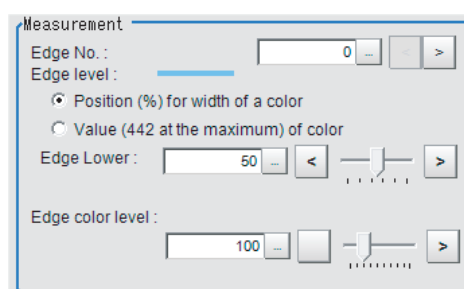 Measurement
Edge No. : 0 ... < >
Edge level :
Position (%) for width of a color
Value (442 at the maximum) of color
Edge Lower : 50 ... < >
Edge color level :
100 ... >